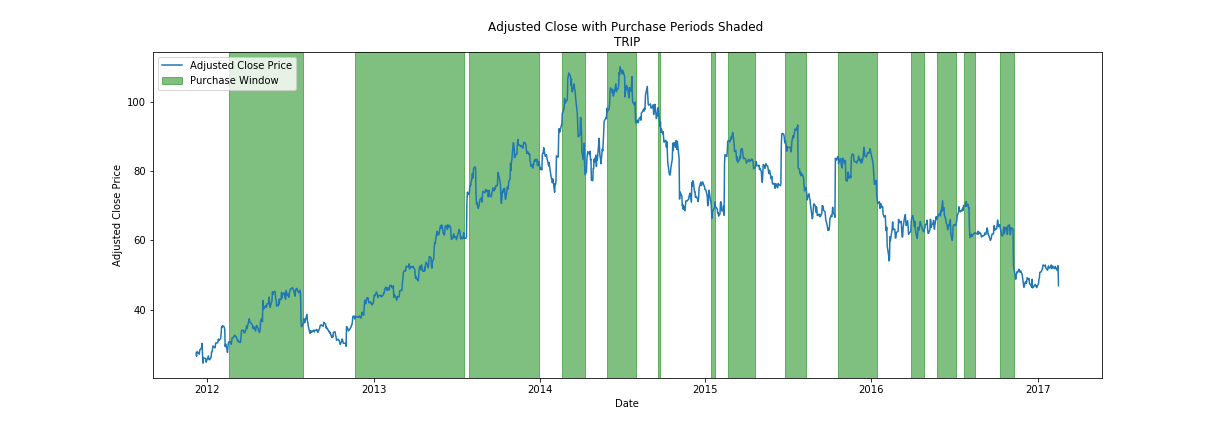 Adjusted Close with Purchase Periods Shaded
TRIP
Adjusted Close Price
Purchase Window
Adjusted Close Price
100
80
60
40
2012
2013
2014
2015
2016
2017
Date